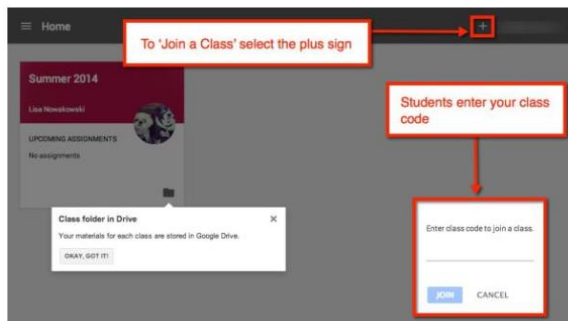 Home
To 'Join a Class' select the plus sign
+
Summer 2014
Lisa Nowakowski
UPCOMING ASSIGNMENTS
No assignments
Students enter your class
code
Class folder in Drive
Your materials for each class are stored in Google Drive.
OKAY, GOT IT!
Enter class code to join a class.
JOIN CANCEL